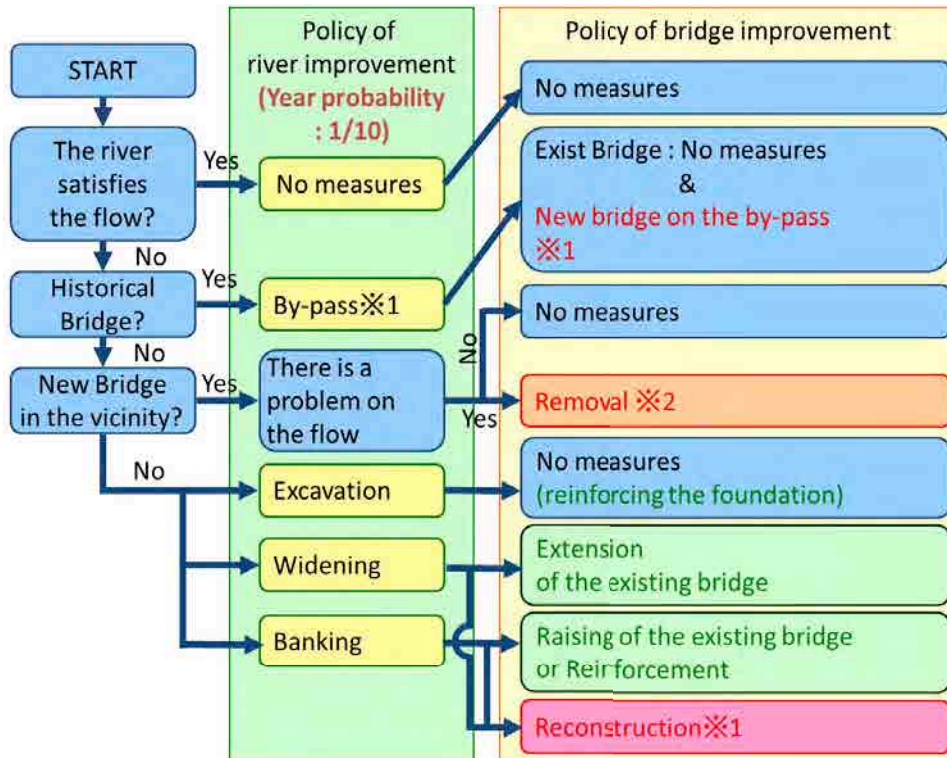 START
The river
satisfies
the flow?
Yes
No
Historical
Bridge?
Yes
No
New Bridge
in the vicinity?
Yes
No
Policy of
river improvement
(Year probability
: 1/10)
No measures
By-pass※1
There is a
problem on
the flow
No
Yes
Excavation
Widening
Banking
Policy of bridge improvement
No measures
Exist Bridge : No measures
&
New bridge on the by-pass
※1
No measures
Removal ※2
No measures
(reinforcing the foundation)
Extension
of the existing bridge
Raising of the existing bridge
or Reinforcement
Reconstruction※1